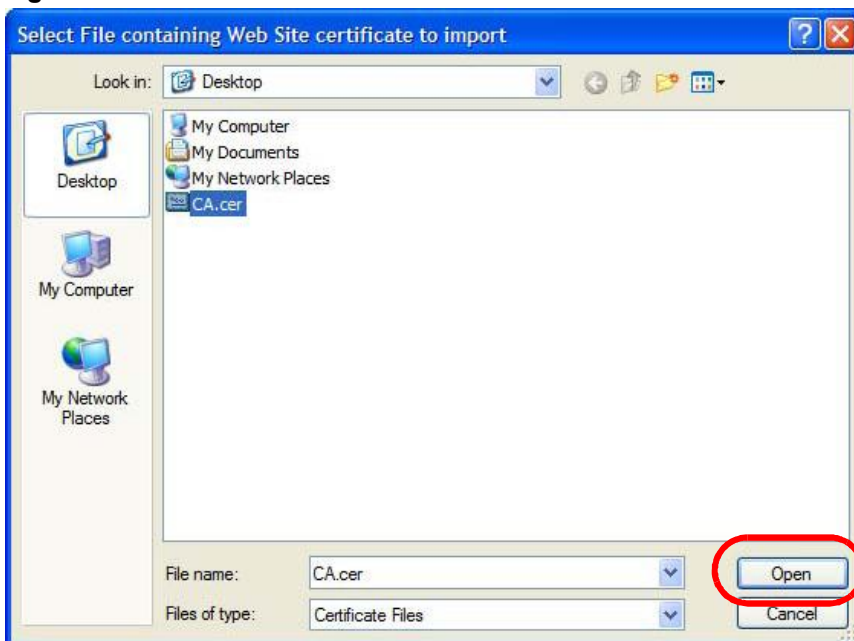 Select File containing Web Site certificate to import
Look in: Desktop
My Computer
My Documents
My Network Places
CA.cer
Desktop
My Computer
My Network
Places
File name: CA.cer Open
Files of type: Certificate Files Cancel